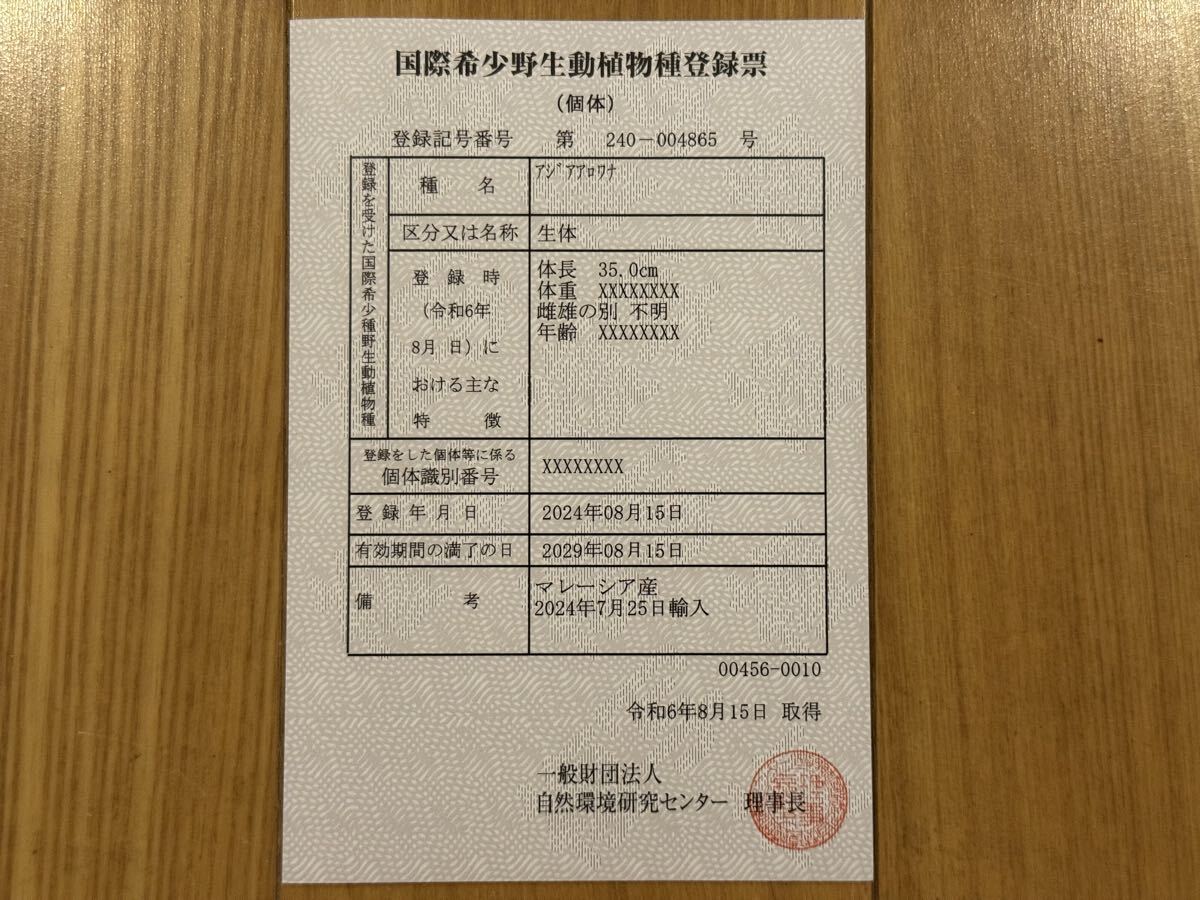 国際希少野生動植物種登録票
（個体）
登録記号番号　第　240－004865　号
登録を受けた国際希少種野生動植物種
種　名
ｱｼﾞｱｱﾛﾜﾅ
区分又は名称
生体
登　録　時
（令和6年
8月 日）に
おける主な
特　　　徴
体長　35.0cm
体重　XXXXXXXX
雌雄の別 不明
年齢　XXXXXXXX
登録をした個体等に係る
個体識別番号
XXXXXXXX
登 録 年 月 日
2024年08月15日
有効期間の満了の日
2029年08月15日
備　　　考
マレーシア産
2024年7月25日輸入
00456-0010
令和6年8月15日 取得
一般財団法人
自然環境研究センター　理事長